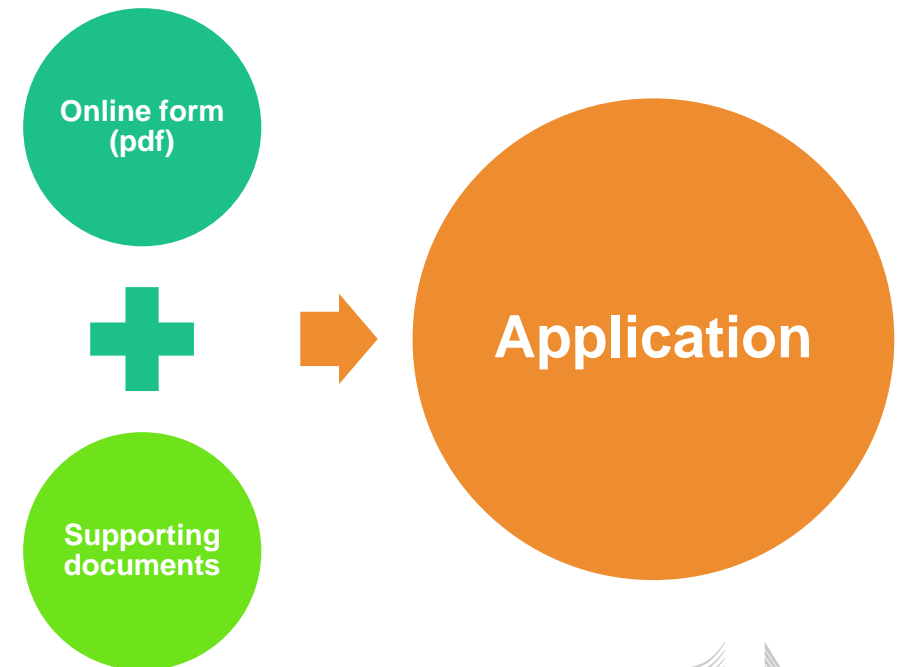 Online form
(pdf)
Application
Supporting
documents